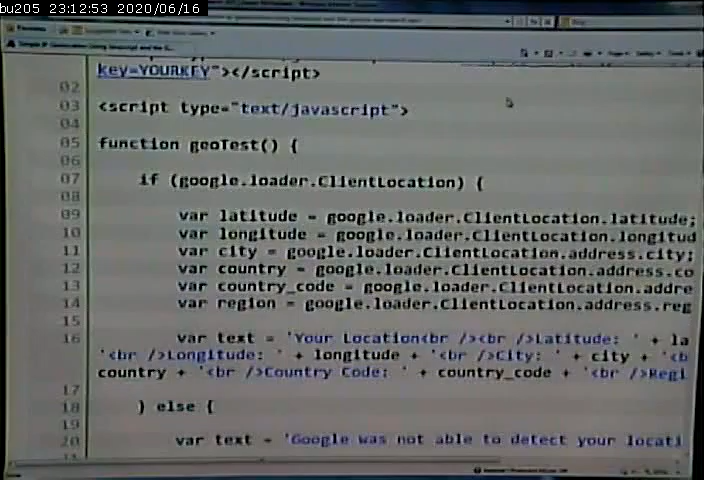 bu205 23:12:53 2020/06/16
key=YOURKEY"></script>
02
03 <script type="text/javascript">
04
05 function geoTest() {
06
07 if (google.loader.ClientLocation) {
08
09 var latitude = google.loader.ClientLocation.latitude;
10 var longitude = google.loader.ClientLocation.longitud
11 var city = google.loader.ClientLocation.address.city;
12 var country = google.loader.ClientLocation.address.co
13 var country_code = google.loader.ClientLocation.addre
14 var region = google.loader.ClientLocation.address.reg
15
16 var text = 'Your Location<br /><br />Latitude: ' + la
'<br />Longitude: ' + longitude + '<br />City: ' + city + '<b
country + '<br />Country Code: ' + country_code + '<br />Regi
17
18 } else {
19
20 var text = 'Google was not able to detect your locati